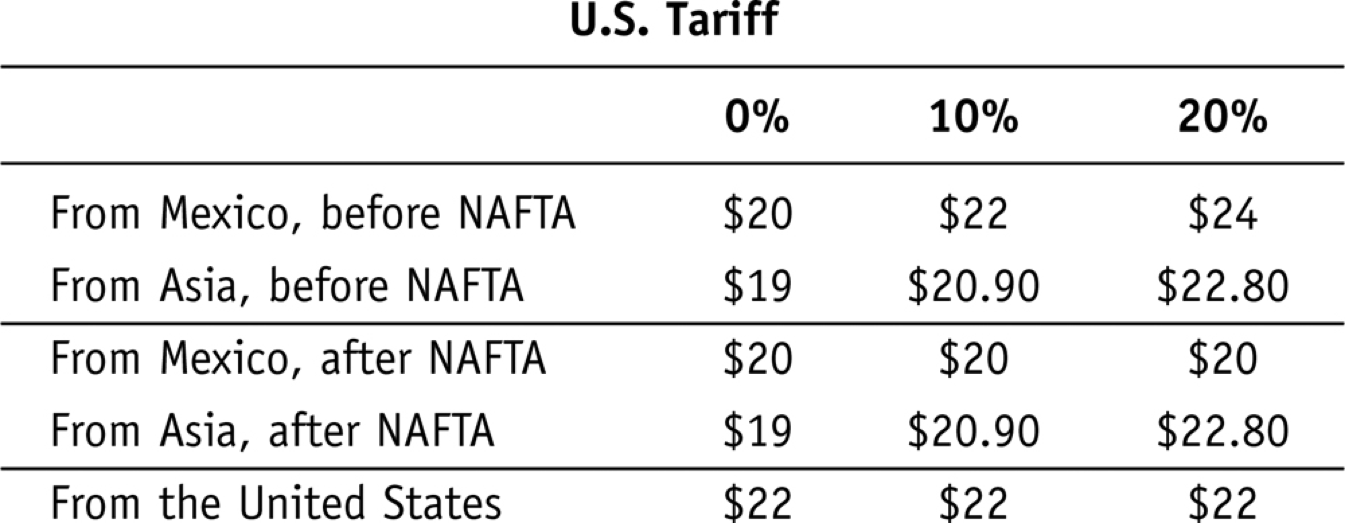 U.S. Tariff
0% 10% 20%
From Mexico, before NAFTA $20 $22 $24
From Asia, before NAFTA $19 $20.90 $22.80
From Mexico, after NAFTA $20 $20 $20
From Asia, after NAFTA $19 $20.90 $22.80
From the United States $22 $22 $22